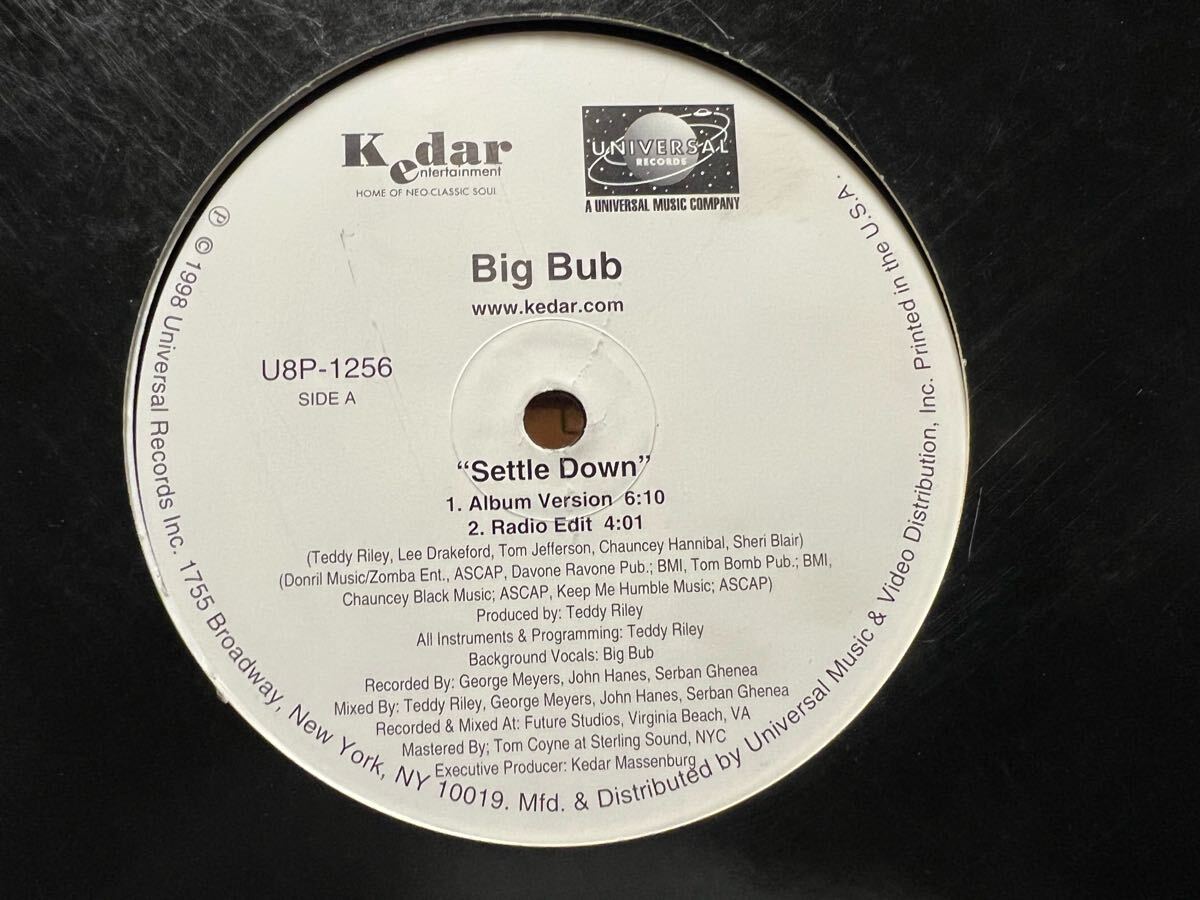 Kedar
entertainment
HOME OF NEO-CLASSIC SOUL
UNIVERSAL
RECORDS
A UNIVERSAL MUSIC COMPANY
Big Bub
www.kedar.com
U8P-1256
SIDE A
“Settle Down”
1. Album Version 6:10
2. Radio Edit 4:01
(Teddy Riley, Lee Drakeford, Tom Jefferson, Chauncey Hannibal, Sheri Blair)
(Donril Music/Zomba Ent., ASCAP, Davone Ravone Pub.; BMI, Tom Bomb Pub.; BMI,
Chauncey Black Music; ASCAP, Keep Me Humble Music; ASCAP)
Produced by: Teddy Riley
All Instruments & Programming: Teddy Riley
Background Vocals: Big Bub
Recorded By: George Meyers, John Hanes, Serban Ghenea
Mixed By: Teddy Riley, George Meyers, John Hanes, Serban Ghenea
Recorded & Mixed At: Future Studios, Virginia Beach, VA
Mastered By; Tom Coyne at Sterling Sound, NYC
Executive Producer: Kedar Massenburg
℗ © 1998 Universal Records Inc. 1755 Broadway, New York, NY 10019. Mfd. & Distributed by Universal Music & Video Distribution, Inc. Printed in the U.S.A.